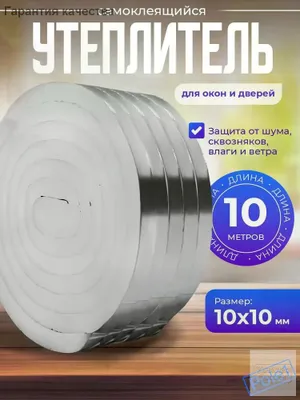 Гарантия качества
самоклеящийся
УТЕПЛИТЕЛЬ
для окон и дверей
Защита от шума,
сквозняков,
влаги и ветра
ДЛИНА • ДЛИНА • ДЛИНА
10
МЕТРОВ
Размер:
10x10 мм